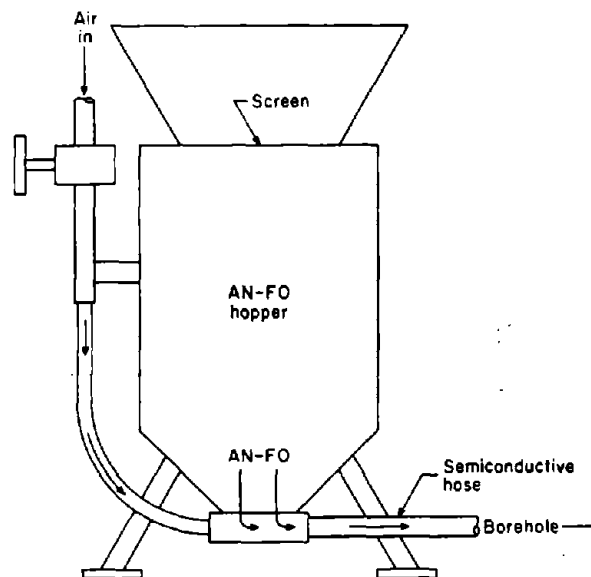 Air
in
Screen
AN-FO
hopper
AN-FO
Semiconductive
hose
Borehole